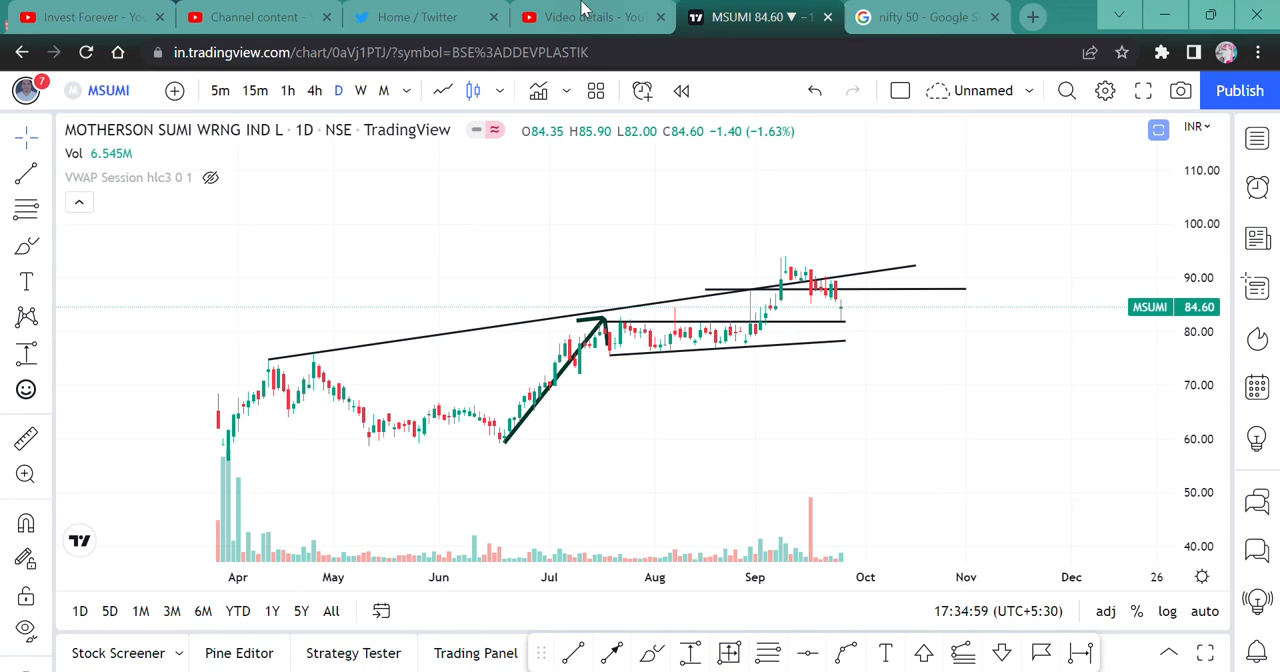 Invest Forever - Yo
Channel content - Y
Home / Twitter
Video details - You
MSUMI 84.60 ▼ −1
nifty 50 - Google S
in.tradingview.com/chart/0aVj1PTJ/?symbol=BSE%3ADDEVPLASTIK
7
M MSUMI
5m 15m 1h 4h D W M
Unnamed
Publish
MOTHERSON SUMI WRNG IND L · 1D · NSE · TradingView
O84.35 H85.90 L82.00 C84.60 −1.40 (−1.63%)
INR
Vol 6.545M
VWAP Session hlc3 0 1
110.00
100.00
90.00
MSUMI 84.60
80.00
70.00
60.00
50.00
40.00
Apr May Jun Jul Aug Sep Oct Nov Dec 26
1D 5D 1M 3M 6M YTD 1Y 5Y All
17:34:59 (UTC+5:30) adj % log auto
Stock Screener Pine Editor Strategy Tester Trading Panel